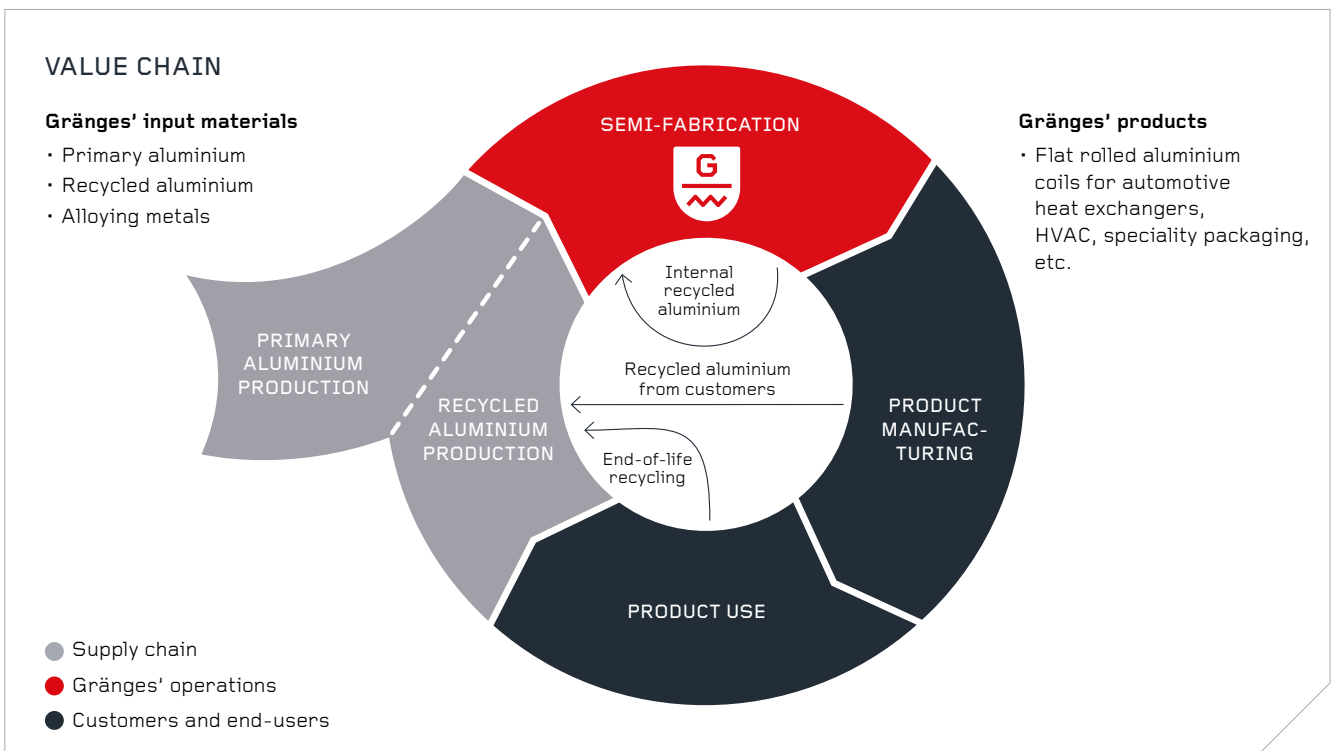 VALUE CHAIN
Gränges' input materials
· Primary aluminium
· Recycled aluminium
· Alloying metals
SEMI-FABRICATION
G
Gränges' products
· Flat rolled aluminium
coils for automotive
heat exchangers,
HVAC, speciality packaging,
etc.
Internal
recycled
aluminium
PRIMARY
ALUMINIUM
PRODUCTION
Recycled aluminium
from customers
RECYCLED
ALUMINIUM
PRODUCTION
PRODUCT
MANUFAC-
TURING
End-of-life
recycling
PRODUCT USE
Supply chain
Gränges' operations
Customers and end-users